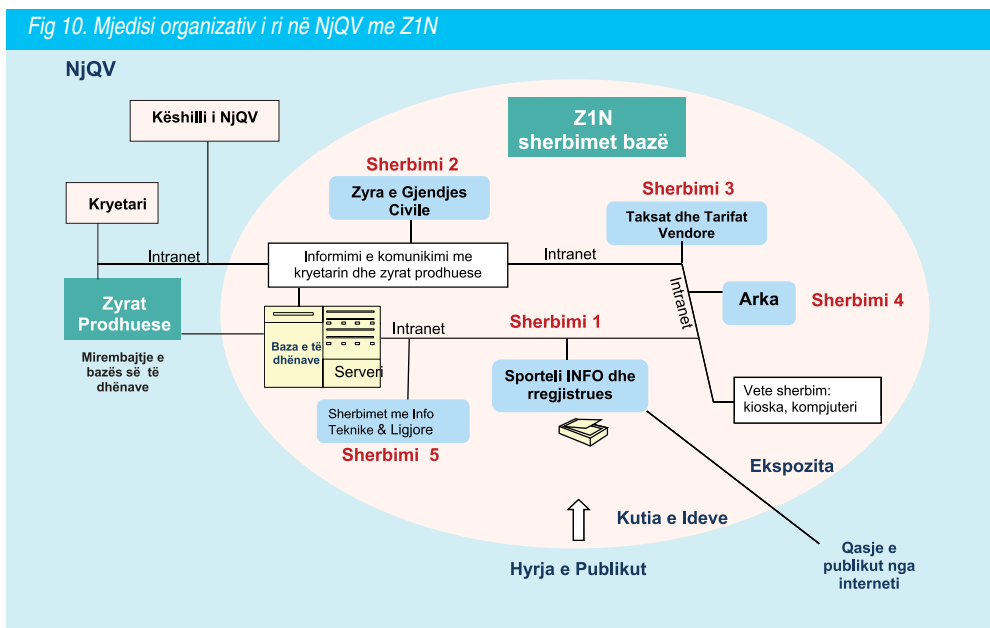 Fig 10. Mjedisi organizativ i ri në NjQV me Z1N
NjQV
Këshilli i NjQV
Z1N
sherbimet bazë
Sherbimi 2
Sherbimi 3
Kryetari
Zyra e Gjendjes
Civile
Taksat dhe Tarifat
Vendore
Intranet
Informimi e komunikimi me
kryetarin dhe zyrat prodhuese
Intranet
Intranet
Arka
Sherbimi 4
Zyrat
Prodhuese
Baza e të
dhënave
Serveri
Intranet
Sherbimi 1
Mirembajtje e
bazës së të
dhënave
Sporteli INFO dhe
rregjistrues
Vete sherbim:
kioska, kompjuteri
Sherbimet me Info
Teknike & Ligjore
Sherbimi 5
Ekspozita
Kutia e Ideve
Hyrja e Publikut
Qasje e
publikut nga
interneti